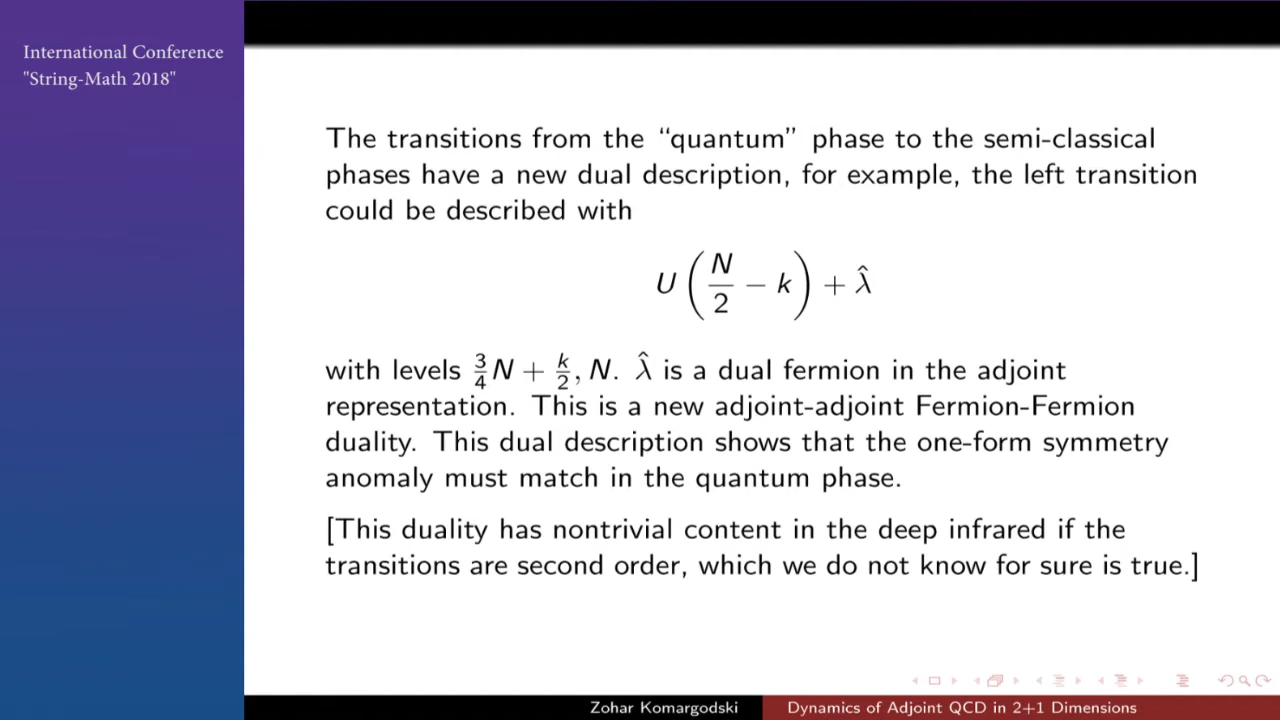 International Conference
"String-Math 2018"
The transitions from the “quantum” phase to the semi-classical
phases have a new dual description, for example, the left transition
could be described with
U(N/2 − k) + λ̂
with levels 3/4 N + k/2, N. λ̂ is a dual fermion in the adjoint
representation. This is a new adjoint-adjoint Fermion-Fermion
duality. This dual description shows that the one-form symmetry
anomaly must match in the quantum phase.
[This duality has nontrivial content in the deep infrared if the
transitions are second order, which we do not know for sure is true.]
Zohar Komargodski
Dynamics of Adjoint QCD in 2+1 Dimensions